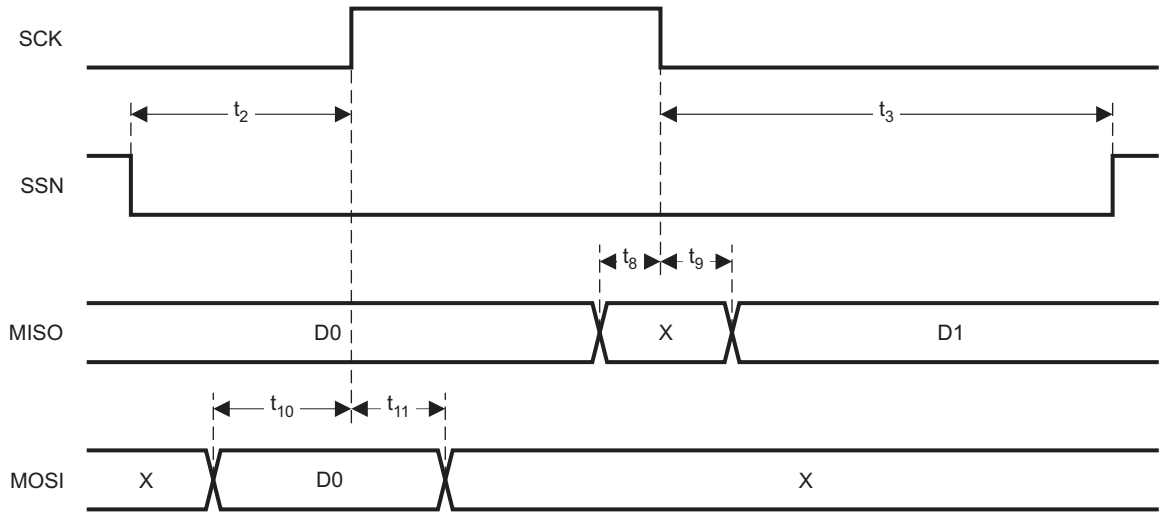 SCK
t2
t3
SSN
t8 t9
MISO D0 X D1
t10 t11
MOSI X D0 X